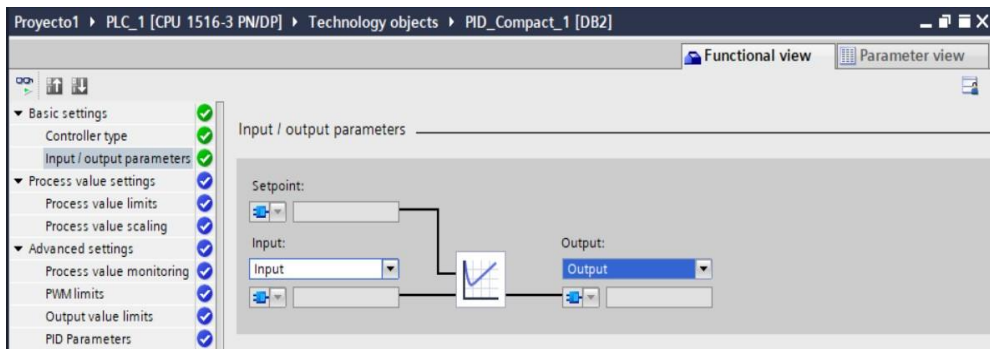 Proyecto1 ▸ PLC_1 [CPU 1516-3 PN/DP] ▸ Technology objects ▸ PID_Compact_1 [DB2]
Functional view
Parameter view
Basic settings
Controller type
Input / output parameters
Process value settings
Process value limits
Process value scaling
Advanced settings
Process value monitoring
PWM limits
Output value limits
PID Parameters
Input / output parameters
Setpoint:
Input:
Input
Output:
Output